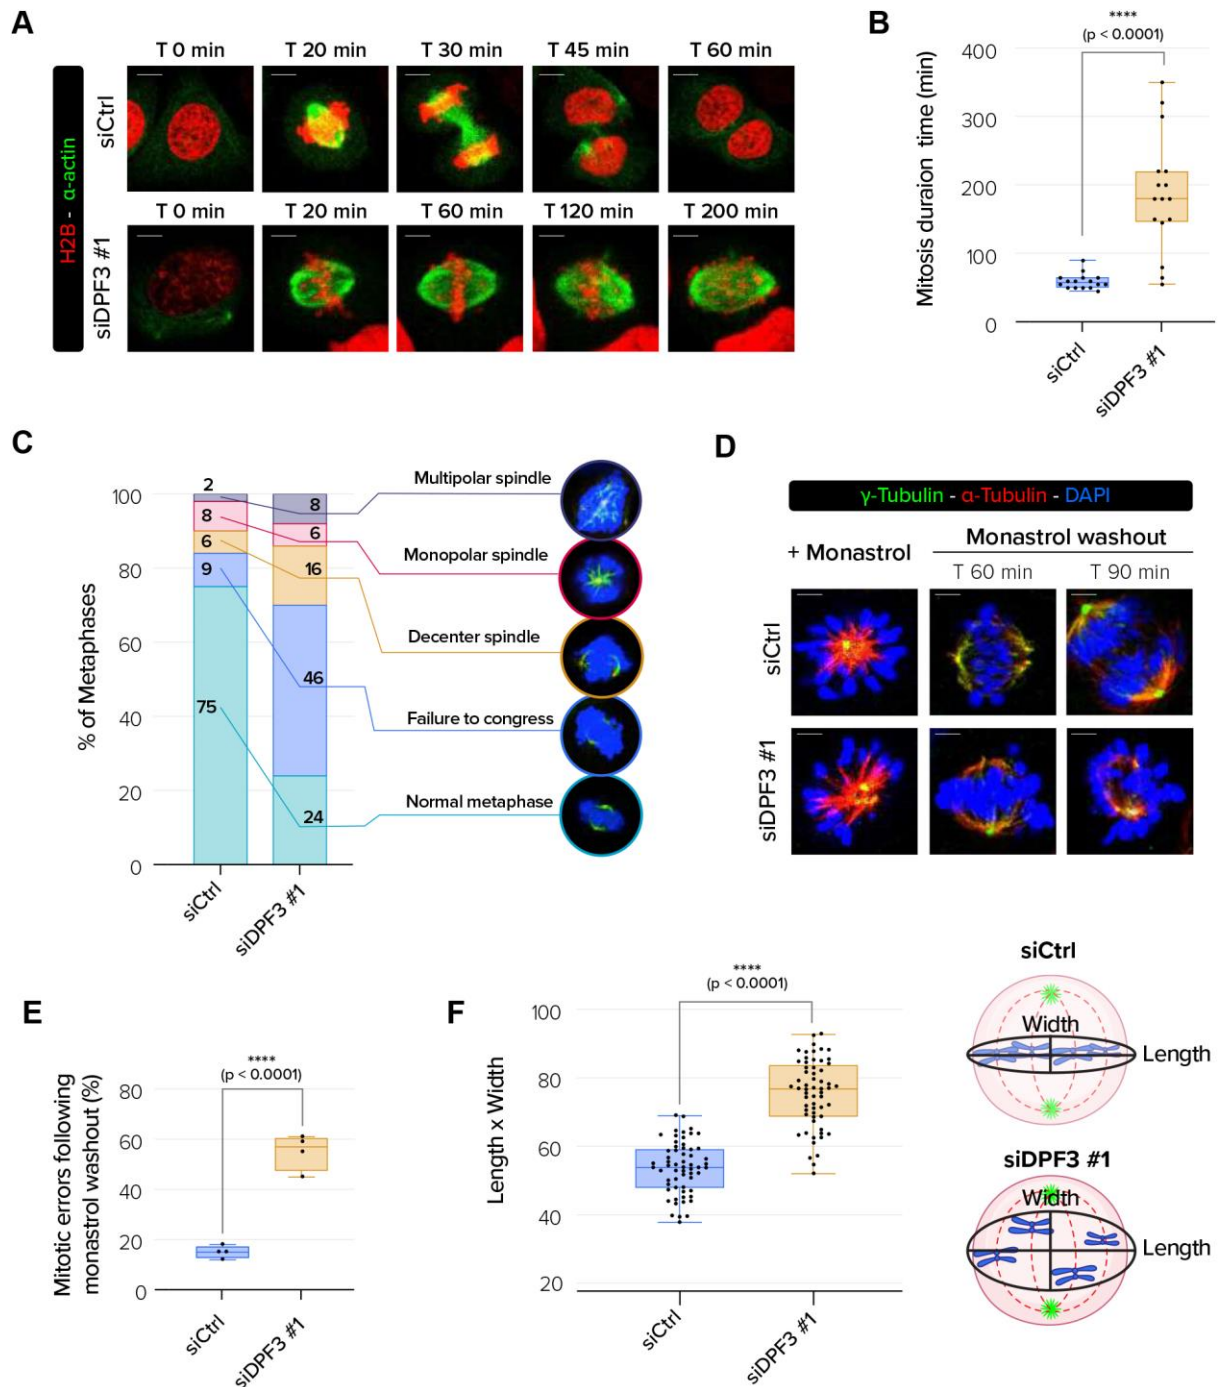 A
T 0 min
T 20 min
T 30 min
T 45 min
T 60 min
siCtrl
H2B - α-actin
T 0 min
T 20 min
T 60 min
T 120 min
T 200 min
siDPF3 #1
B
****
(p < 0.0001)
Mitosis duraion time (min)
400
300
200
100
0
siCtrl
siDPF3 #1
C
% of Metaphases
100
80
60
40
20
0
2
8
6
9
75
8
6
16
46
24
siCtrl
siDPF3 #1
Multipolar spindle
Monopolar spindle
Decenter spindle
Failure to congress
Normal metaphase
D
γ-Tubulin - α-Tubulin - DAPI
+ Monastrol
Monastrol washout
T 60 min
T 90 min
siCtrl
siDPF3 #1
E
****
(p < 0.0001)
Mitotic errors following
monastrol washout (%)
80
60
40
20
0
siCtrl
siDPF3 #1
F
****
(p < 0.0001)
Length x Width
100
80
60
40
20
siCtrl
siDPF3 #1
siCtrl
Width
Length
siDPF3 #1
Width
Length